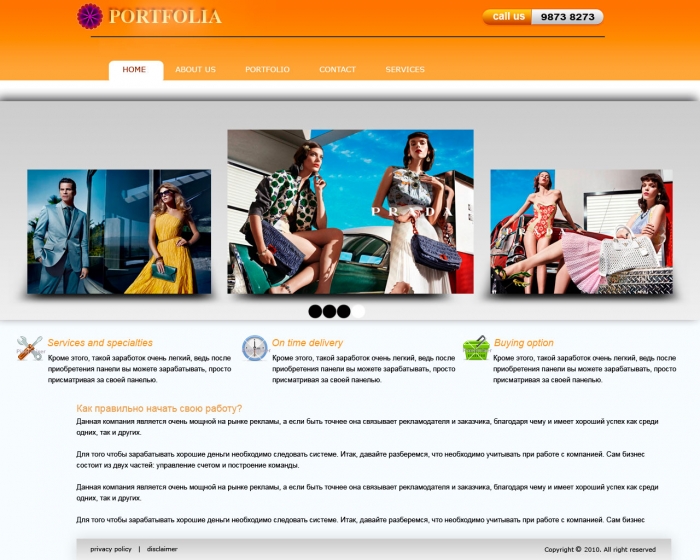 PORTFOLIA
call us 9873 8273
HOME ABOUT US PORTFOLIO CONTACT SERVICES
PRADA
PRADA
Services and specialties
Кроме этого, такой заработок очень легкий, ведь после
приобретения панели вы можете зарабатывать, просто
присматривая за своей панелью.
On time delivery
Кроме этого, такой заработок очень легкий, ведь после
приобретения панели вы можете зарабатывать, просто
присматривая за своей панелью.
Buying option
Кроме этого, такой заработок очень легкий, ведь после
приобретения панели вы можете зарабатывать, просто
присматривая за своей панелью.
Как правильно начать свою работу?
Данная компания является очень мощной на рынке рекламы, а если быть точнее она связывает рекламодателя и заказчика, благодаря чему и имеет хороший успех как среди
одних, так и других.
Для того чтобы зарабатывать хорошие деньги необходимо следовать системе. Итак, давайте разберемся, что необходимо учитывать при работе с компанией. Сам бизнес
состоит из двух частей: управление счетом и построение команды.
Данная компания является очень мощной на рынке рекламы, а если быть точнее она связывает рекламодателя и заказчика, благодаря чему и имеет хороший успех как среди
одних, так и других.
Для того чтобы зарабатывать хорошие деньги необходимо следовать системе. Итак, давайте разберемся, что необходимо учитывать при работе с компанией. Сам бизнес
privacy policy | disclaimer
Copyright © 2010. All right reserved